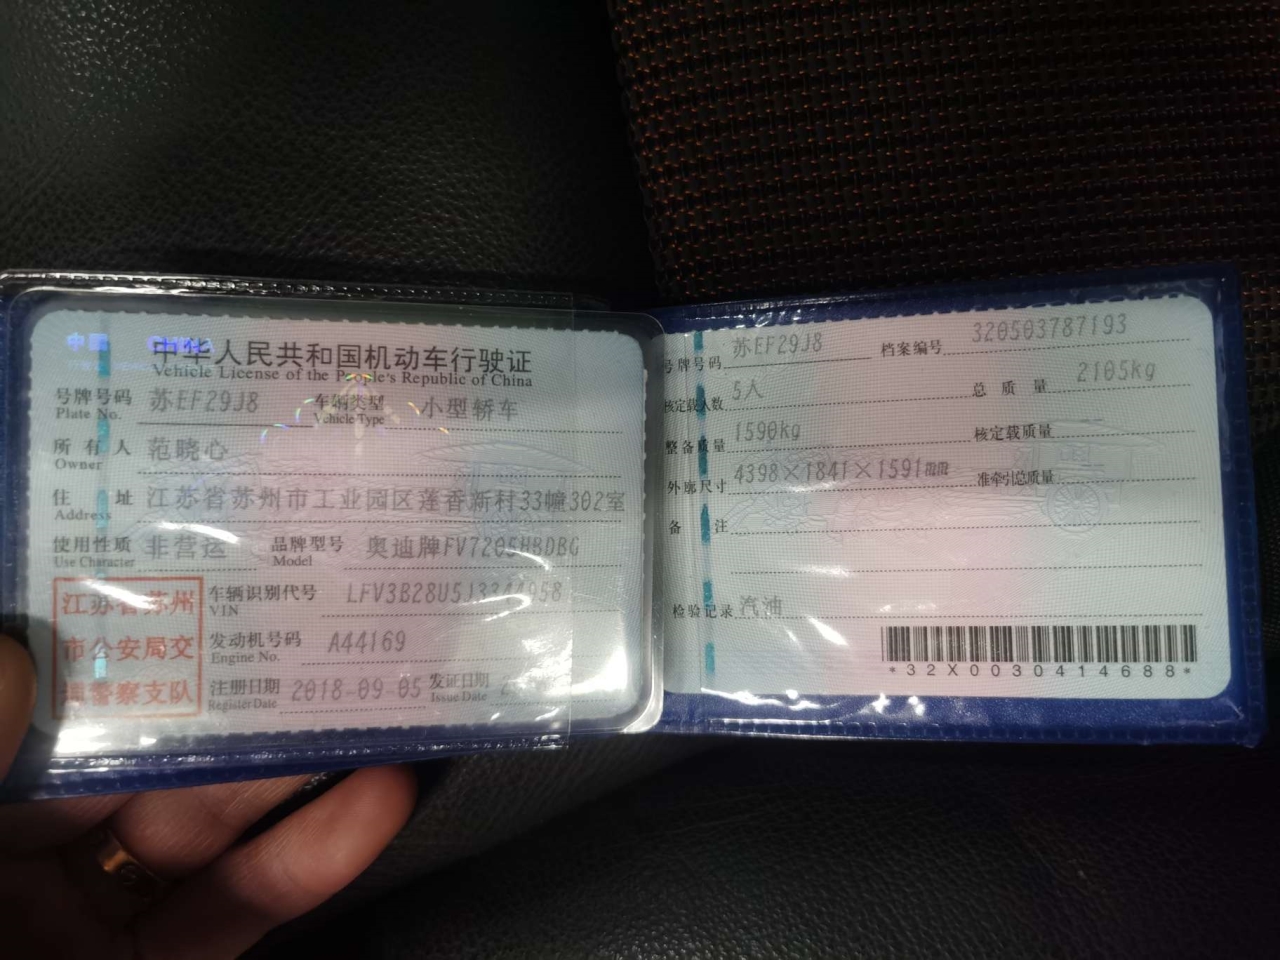 中国 CHINA
中华人民共和国机动车行驶证
Vehicle License of the People's Republic of China
号牌号码 苏EF29J8 车辆类型 小型轿车
Plate No. Vehicle Type
所有人 范晓心
Owner
住址 江苏省苏州市工业园区莲香新村33幢302室
Address
使用性质 非营运 品牌型号 奥迪牌FV7205HBDBG
Use Character Model
江苏省苏州
市公安局交
通警察支队
车辆识别代号
VIN
发动机号码 A44169
Engine No.
注册日期 2018-09-05 发证日期
Register Date Issue Date
号牌号码 苏EF29J8 档案编号 320503787193
核定载人数 5人 总质量 2105kg
整备质量 1590kg 核定载质量
外廓尺寸 4398×1841×1591 准牵引总质量
备注
检验记录 汽油
*32X0030414688*